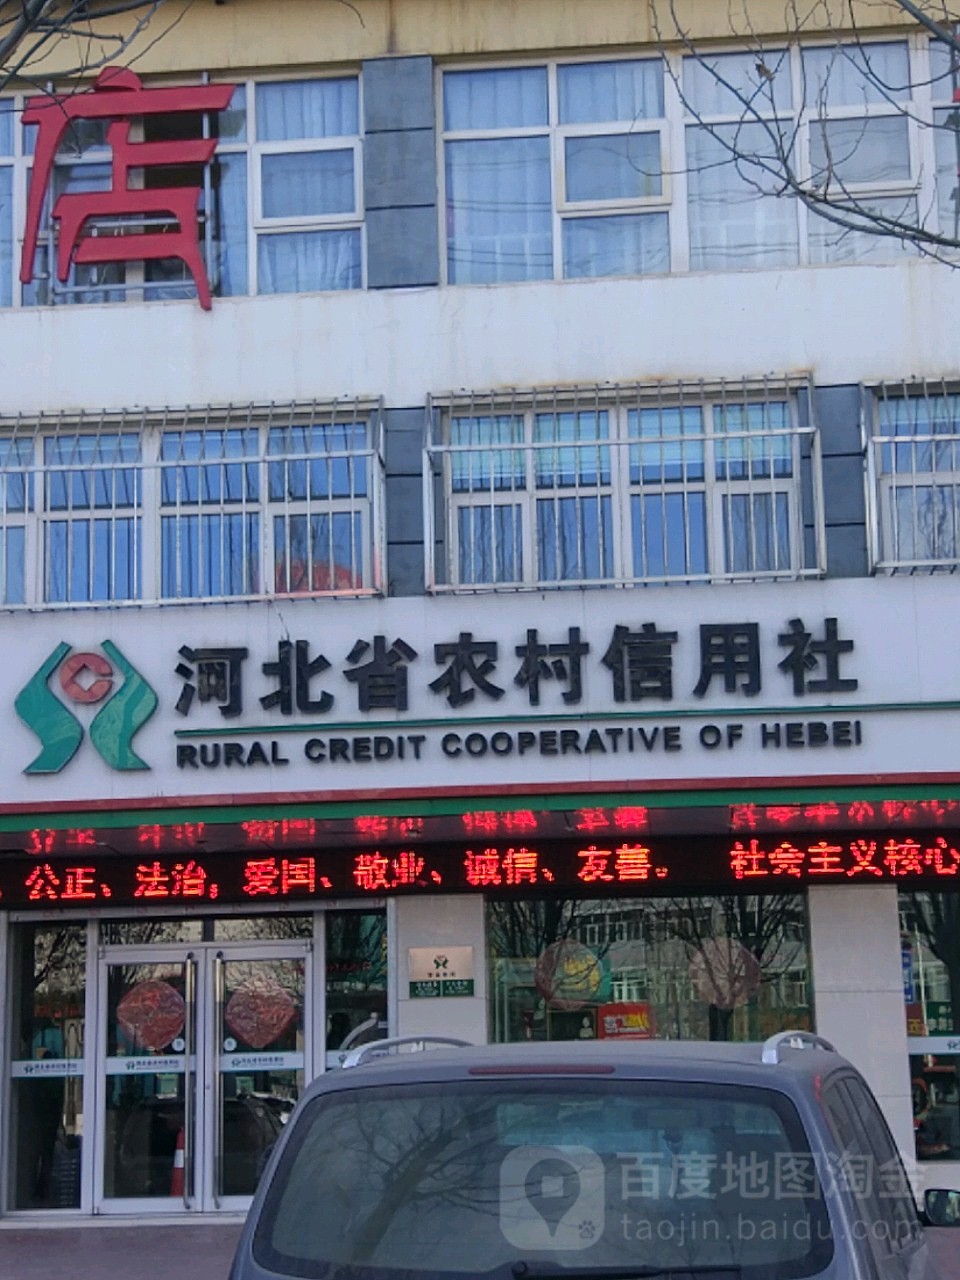 店
河北省农村信用社
RURAL CREDIT COOPERATIVE OF HEBEI
、公正、法治，爱国、敬业、诚信、友善。 社会主义核心
百度地图淘金
taojin.baidu.com